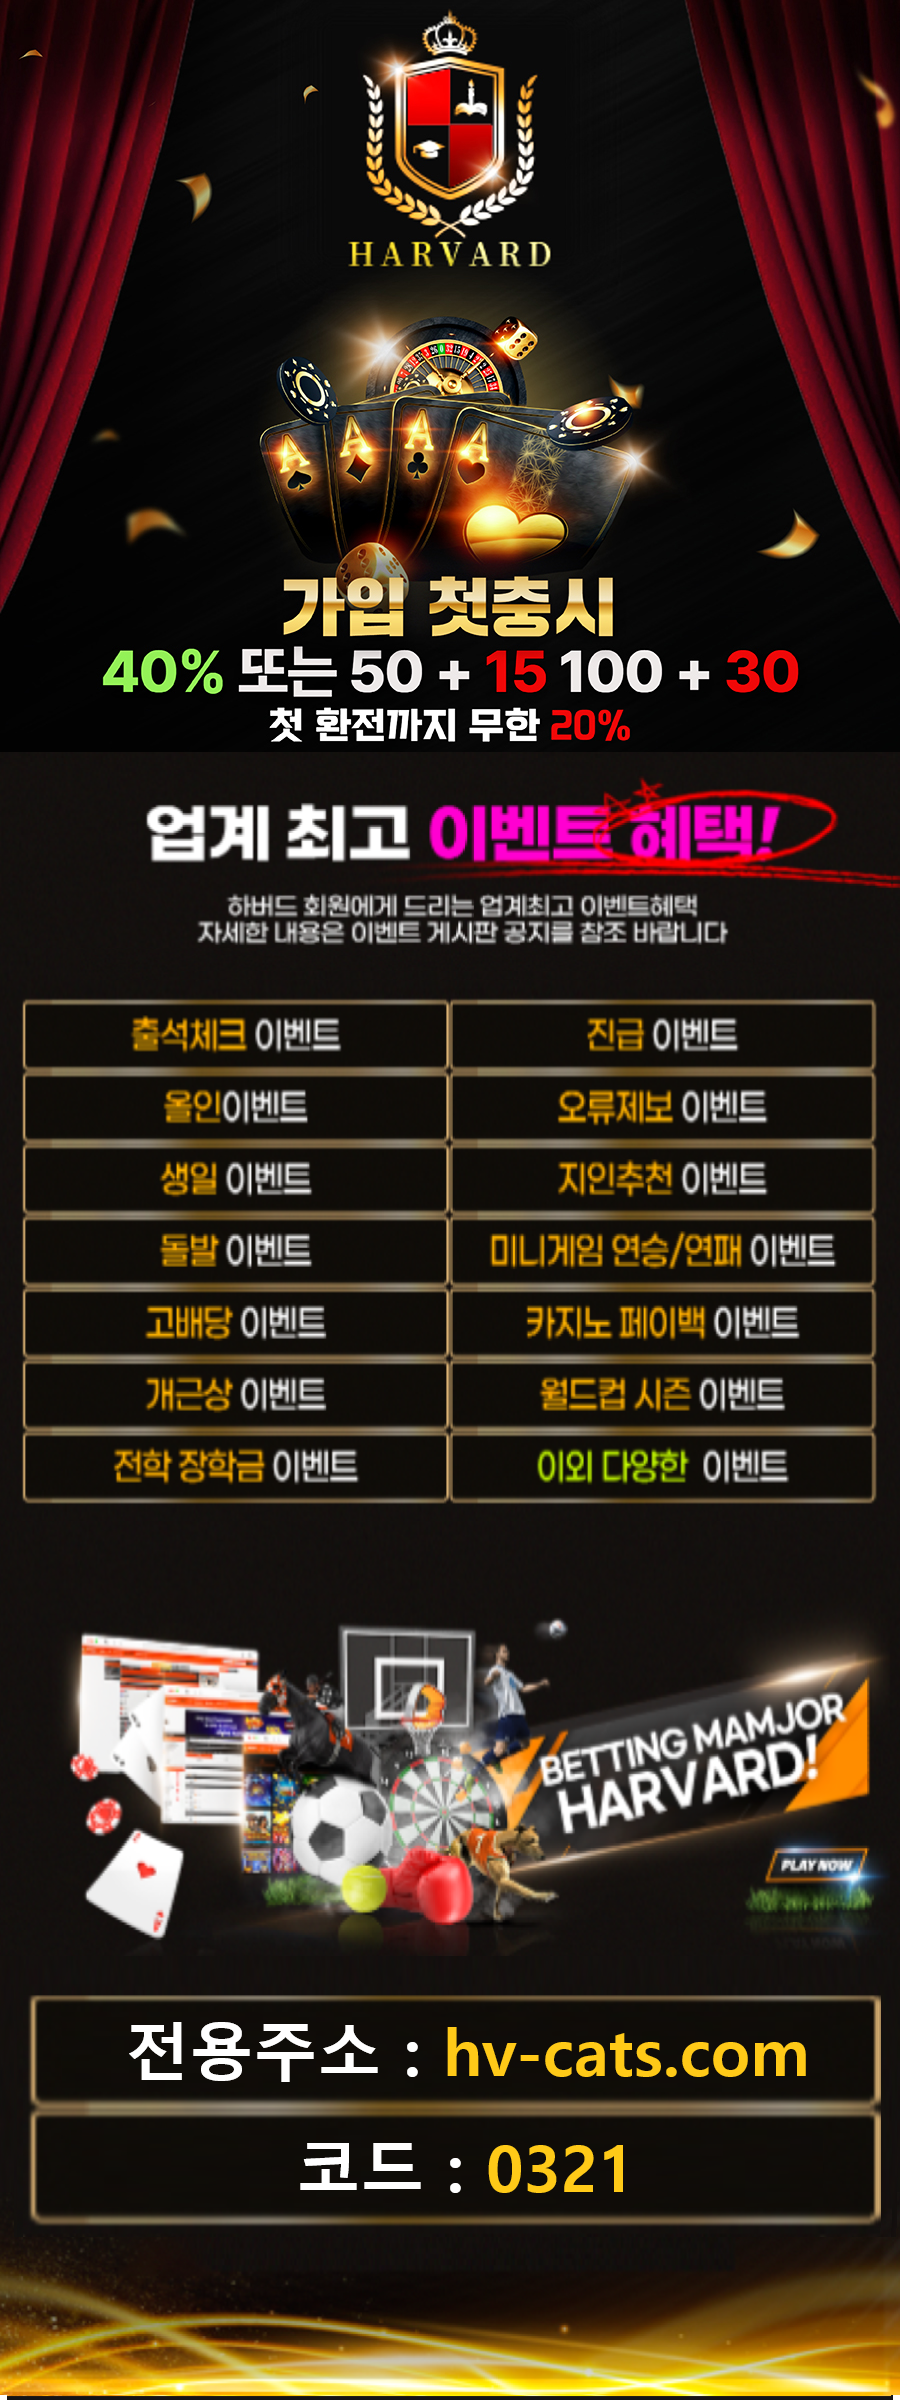 HARVARD
A A A A
가입 첫충시
40% 또는 50 + 15 100 + 30
첫 환전까지 무한 20%
업계 최고 이벤트 혜택!
하버드 회원에게 드리는 업계최고 이벤트혜택
자세한 내용은 이벤트 게시판 공지를 참조 바랍니다
출석체크 이벤트
진급 이벤트
올인이벤트
오류제보 이벤트
생일 이벤트
지인추천 이벤트
돌발 이벤트
미니게임 연승/연패 이벤트
고배당 이벤트
카지노 페이백 이벤트
개근상 이벤트
월드컵 시즌 이벤트
전학 장학금 이벤트
이외 다양한 이벤트
BETTING MAMJOR
HARVARD!
PLAY NOW
전용주소 : hv-cats.com
코드 : 0321